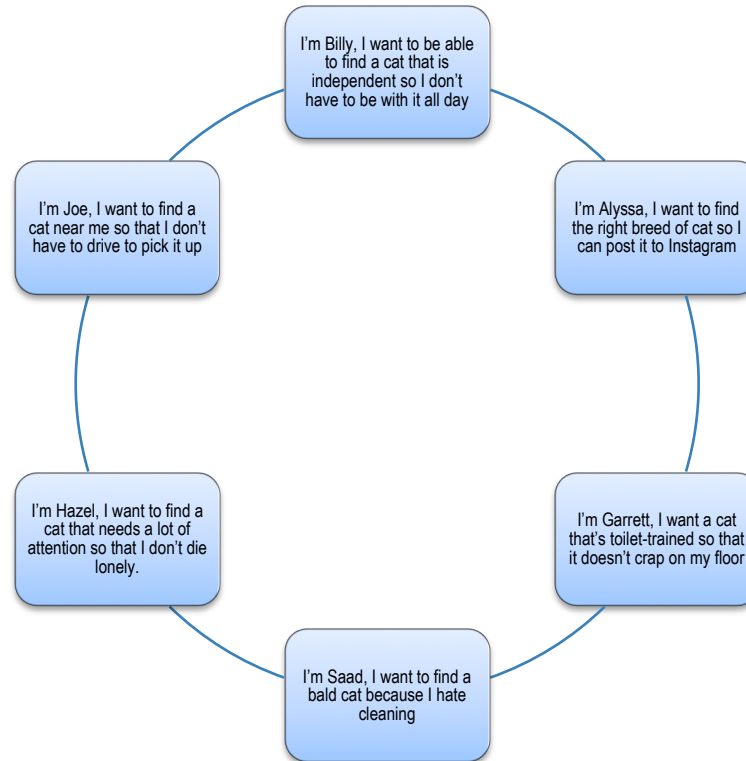 I'm Billy, I want to be able
to find a cat that is
independent so I don't
have to be with it all day
I'm Alyssa, I want to find
the right breed of cat so I
can post it to Instagram
I'm Garrett, I want a cat
that's toilet-trained so that
it doesn't crap on my floor
I'm Saad, I want to find a
bald cat because I hate
cleaning
I'm Hazel, I want to find a
cat that needs a lot of
attention so that I don't die
lonely.
I'm Joe, I want to find a
cat near me so that I don't
have to drive to pick it up